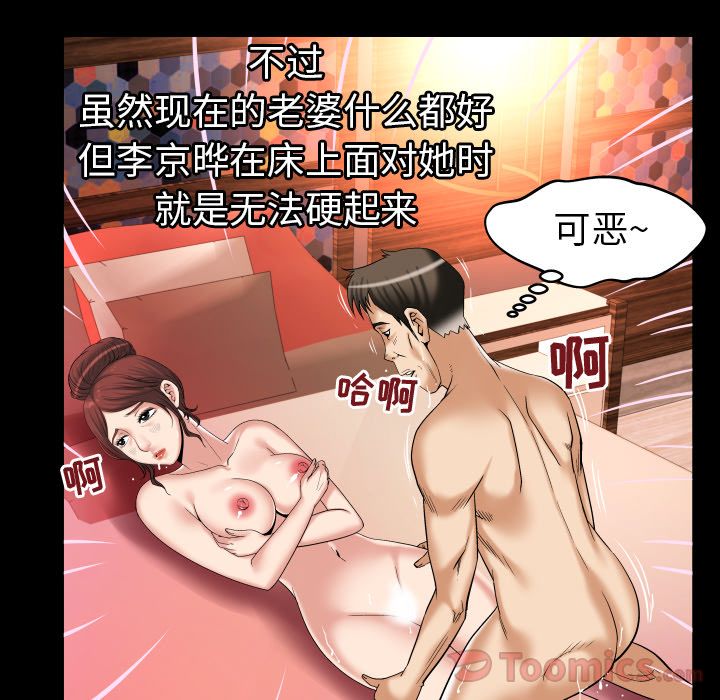 不过
虽然现在的老婆什么都好
但李京晔在床上面对她时
就是无法硬起来
可恶~
啊
哈啊
啊
Toomics.com